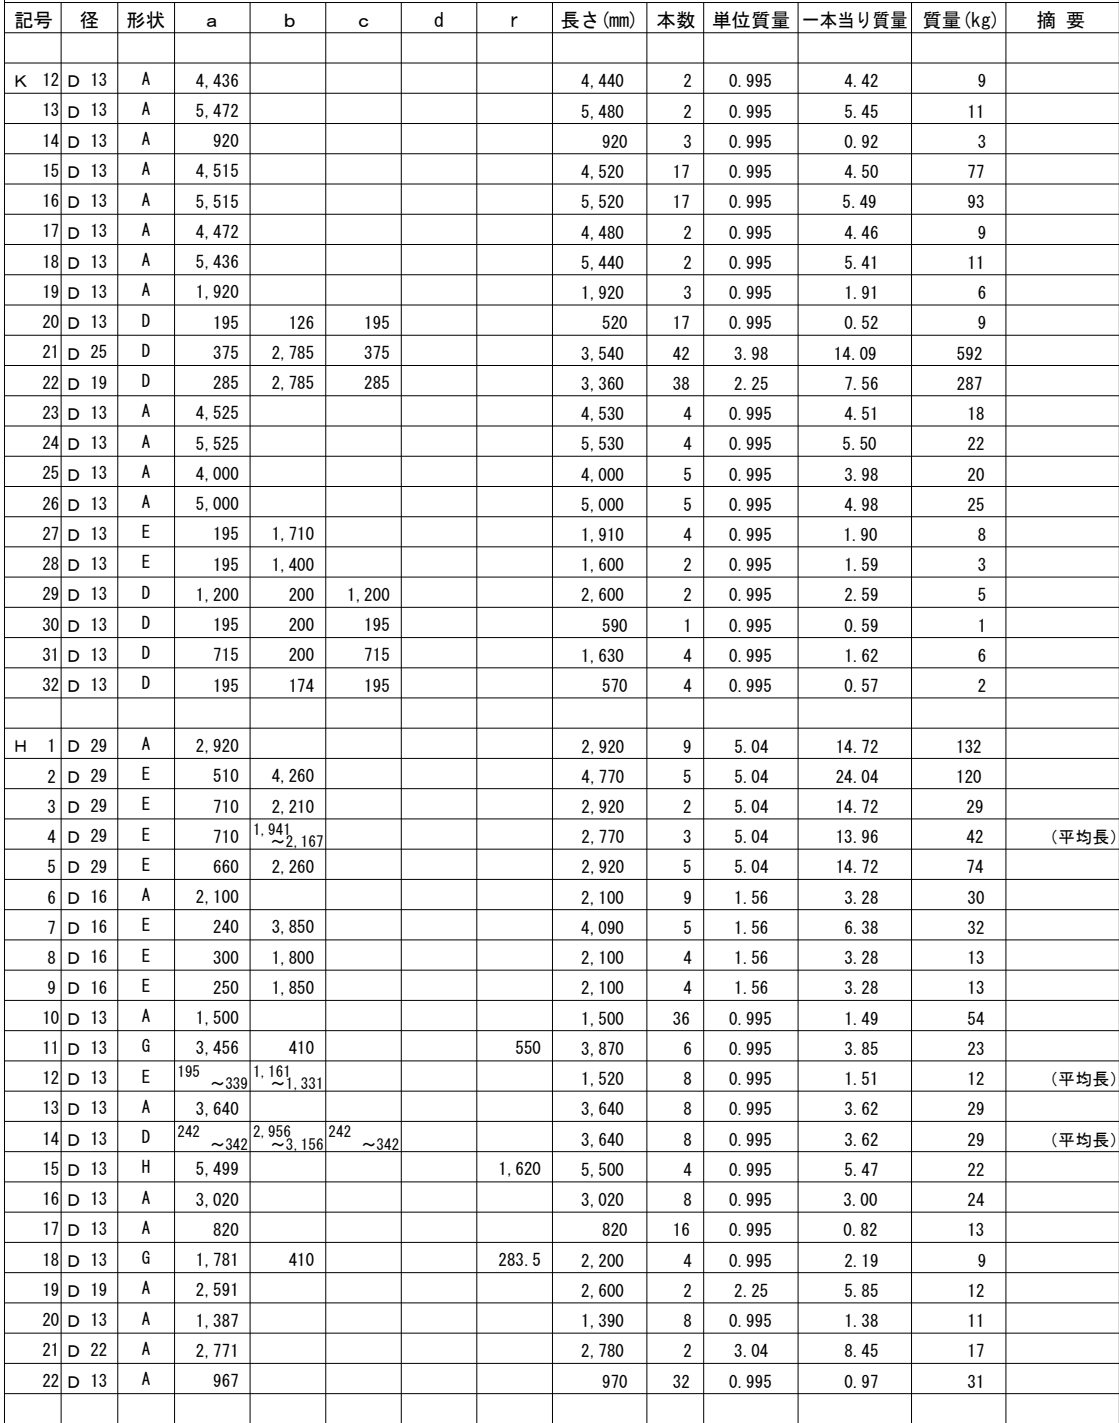 記号 径 形状 a b c d r 長さ(mm) 本数 単位質量 一本当り質量 質量(kg) 摘 要
K 12 D 13 A 4,436 4,440 2 0.995 4.42 9
13 D 13 A 5,472 5,480 2 0.995 5.45 11
14 D 13 A 920 920 3 0.995 0.92 3
15 D 13 A 4,515 4,520 17 0.995 4.50 77
16 D 13 A 5,515 5,520 17 0.995 5.49 93
17 D 13 A 4,472 4,480 2 0.995 4.46 9
18 D 13 A 5,436 5,440 2 0.995 5.41 11
19 D 13 A 1,920 1,920 3 0.995 1.91 6
20 D 13 D 195 126 195 520 17 0.995 0.52 9
21 D 25 D 375 2,785 375 3,540 42 3.98 14.09 592
22 D 19 D 285 2,785 285 3,360 38 2.25 7.56 287
23 D 13 A 4,525 4,530 4 0.995 4.51 18
24 D 13 A 5,525 5,530 4 0.995 5.50 22
25 D 13 A 4,000 4,000 5 0.995 3.98 20
26 D 13 A 5,000 5,000 5 0.995 4.98 25
27 D 13 E 195 1,710 1,910 4 0.995 1.90 8
28 D 13 E 195 1,400 1,600 2 0.995 1.59 3
29 D 13 D 1,200 200 1,200 2,600 2 0.995 2.59 5
30 D 13 D 195 200 195 590 1 0.995 0.59 1
31 D 13 D 715 200 715 1,630 4 0.995 1.62 6
32 D 13 D 195 174 195 570 4 0.995 0.57 2
H 1 D 29 A 2,920 2,920 9 5.04 14.72 132
2 D 29 E 510 4,260 4,770 5 5.04 24.04 120
3 D 29 E 710 2,210 2,920 2 5.04 14.72 29
4 D 29 E 710 1,941～2,167 2,770 3 5.04 13.96 42 (平均長)
5 D 29 E 660 2,260 2,920 5 5.04 14.72 74
6 D 16 A 2,100 2,100 9 1.56 3.28 30
7 D 16 E 240 3,850 4,090 5 1.56 6.38 32
8 D 16 E 300 1,800 2,100 4 1.56 3.28 13
9 D 16 E 250 1,850 2,100 4 1.56 3.28 13
10 D 13 A 1,500 1,500 36 0.995 1.49 54
11 D 13 G 3,456 410 550 3,870 6 0.995 3.85 23
12 D 13 E 195～339 1,161～1,331 1,520 8 0.995 1.51 12 (平均長)
13 D 13 A 3,640 3,640 8 0.995 3.62 29
14 D 13 D 242～342 2,956～3,156 242～342 3,640 8 0.995 3.62 29 (平均長)
15 D 13 H 5,499 1,620 5,500 4 0.995 5.47 22
16 D 13 A 3,020 3,020 8 0.995 3.00 24
17 D 13 A 820 820 16 0.995 0.82 13
18 D 13 G 1,781 410 283.5 2,200 4 0.995 2.19 9
19 D 19 A 2,591 2,600 2 2.25 5.85 12
20 D 13 A 1,387 1,390 8 0.995 1.38 11
21 D 22 A 2,771 2,780 2 3.04 8.45 17
22 D 13 A 967 970 32 0.995 0.97 31